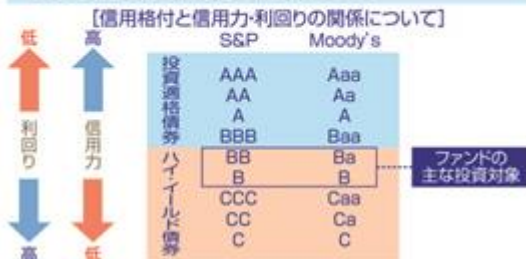 [信用格付と信用力・利回りの関係について]
S&P Moody's
低 高
利回り 信用力
高 低
投資適格債券
AAA Aaa
AA Aa
A A
BBB Baa
ハイ・イールド債券
BB Ba
B B
CCC Caa
CC Ca
C C
ファンドの
主な投資対象